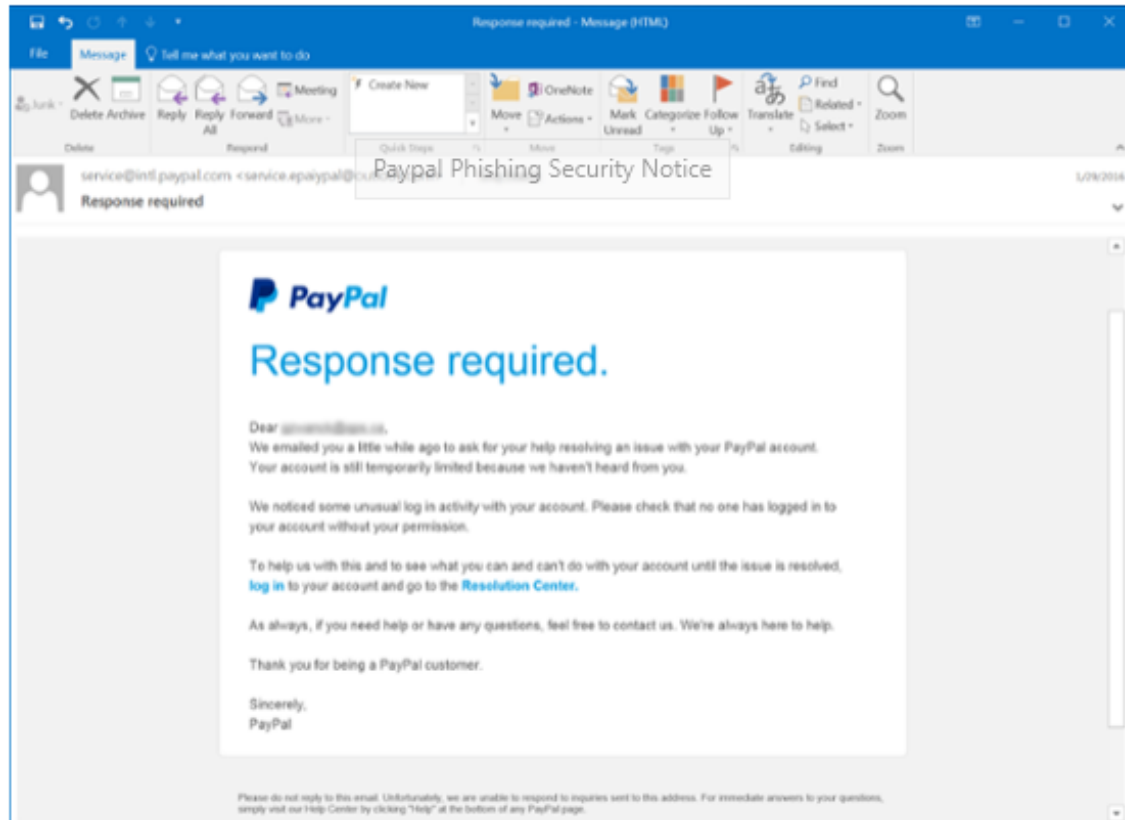 Response required - Message (HTML)
File Message Tell me what you want to do
Junk Delete Archive Reply Reply All Forward Meeting More Create New Move OneNote Actions Mark Unread Categorize Follow Up Translate Find Related Select Zoom
Delete Respond Quick Steps Move Tags Editing Zoom
Paypal Phishing Security Notice
service@intl.paypal.com <service.epaiypal@ 1/29/2016
Response required
PayPal
Response required.
Dear
We emailed you a little while ago to ask for your help resolving an issue with your PayPal account.
Your account is still temporarily limited because we haven't heard from you.
We noticed some unusual log in activity with your account. Please check that no one has logged in to
your account without your permission.
To help us with this and to see what you can and can't do with your account until the issue is resolved,
log in to your account and go to the Resolution Center.
As always, if you need help or have any questions, feel free to contact us. We're always here to help.
Thank you for being a PayPal customer.
Sincerely,
PayPal
Please do not reply to this email. Unfortunately, we are unable to respond to inquiries sent to this address. For immediate answers to your questions,
simply visit our Help Center by clicking "Help" at the bottom of any PayPal page.